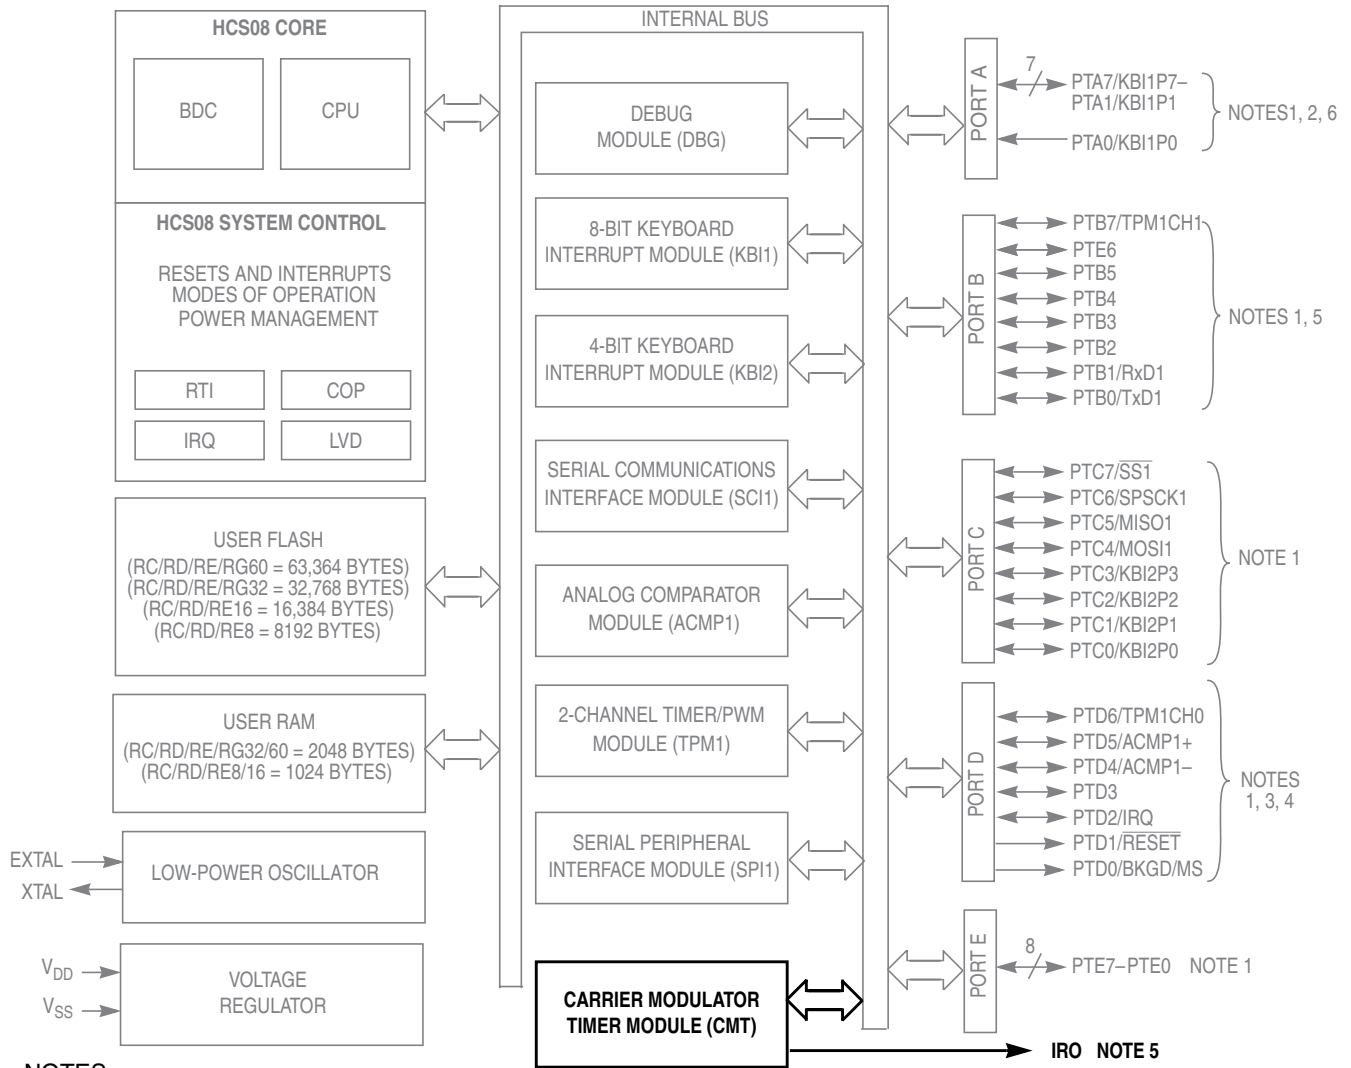 HCS08 CORE
BDC
CPU
HCS08 SYSTEM CONTROL
RESETS AND INTERRUPTS
MODES OF OPERATION
POWER MANAGEMENT
RTI
COP
IRQ
LVD
USER FLASH
(RC/RD/RE/RG60 = 63,364 BYTES)
(RC/RD/RE/RG32 = 32,768 BYTES)
(RC/RD/RE16 = 16,384 BYTES)
(RC/RD/RE8 = 8192 BYTES)
USER RAM
(RC/RD/RE/RG32/60 = 2048 BYTES)
(RC/RD/RE8/16 = 1024 BYTES)
EXTAL
XTAL
LOW-POWER OSCILLATOR
VDD
VSS
VOLTAGE
REGULATOR
NOTES
INTERNAL BUS
DEBUG
MODULE (DBG)
8-BIT KEYBOARD
INTERRUPT MODULE (KBI1)
4-BIT KEYBOARD
INTERRUPT MODULE (KBI2)
SERIAL COMMUNICATIONS
INTERFACE MODULE (SCI1)
ANALOG COMPARATOR
MODULE (ACMP1)
2-CHANNEL TIMER/PWM
MODULE (TPM1)
SERIAL PERIPHERAL
INTERFACE MODULE (SPI1)
CARRIER MODULATOR
TIMER MODULE (CMT)
PORT A
7
PTA7/KBI1P7–
PTA1/KBI1P1
PTA0/KBI1P0
NOTES1, 2, 6
PORT B
PTB7/TPM1CH1
PTE6
PTB5
PTB4
PTB3
PTB2
PTB1/RxD1
PTB0/TxD1
NOTES 1, 5
PORT C
PTC7/SS1
PTC6/SPSCK1
PTC5/MISO1
PTC4/MOSI1
PTC3/KBI2P3
PTC2/KBI2P2
PTC1/KBI2P1
PTC0/KBI2P0
NOTE 1
PORT D
PTD6/TPM1CH0
PTD5/ACMP1+
PTD4/ACMP1–
PTD3
PTD2/IRQ
PTD1/RESET
PTD0/BKGD/MS
NOTES
1, 3, 4
PORT E
8
PTE7–PTE0 NOTE 1
IRO NOTE 5